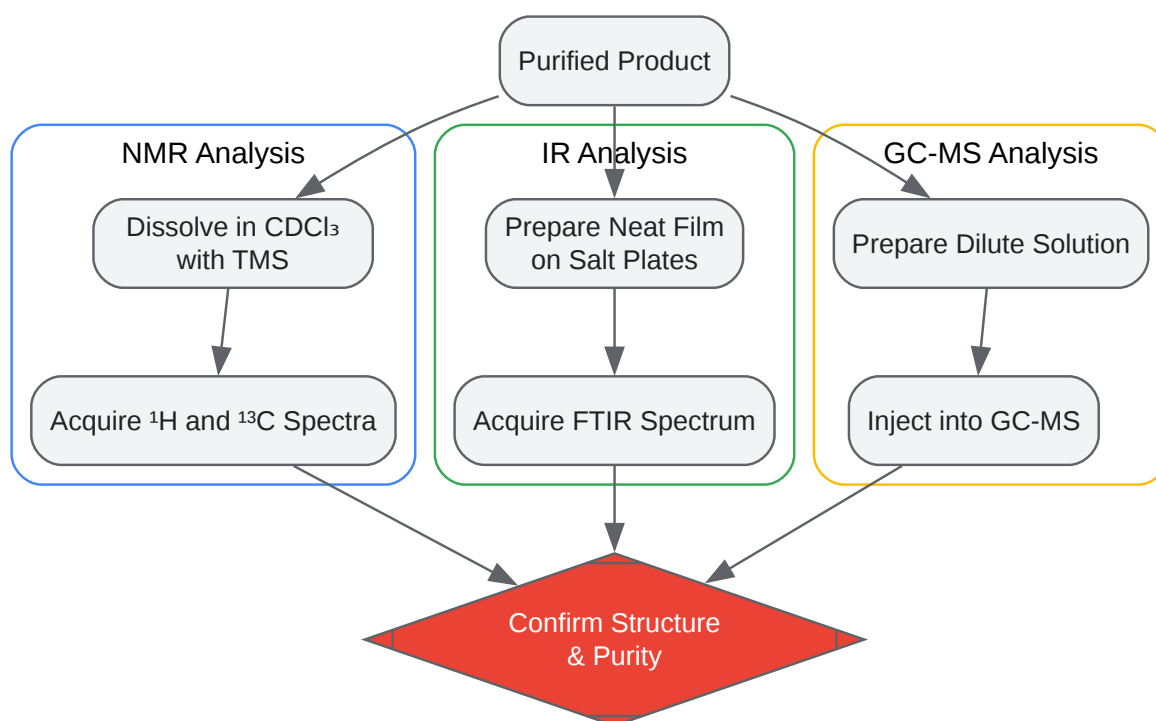 Purified Product
NMR Analysis
IR Analysis
GC-MS Analysis
Dissolve in CDCl₃
with TMS
Prepare Neat Film
on Salt Plates
Prepare Dilute Solution
Acquire ¹H and ¹³C Spectra
Acquire FTIR Spectrum
Inject into GC-MS
Confirm Structure
& Purity